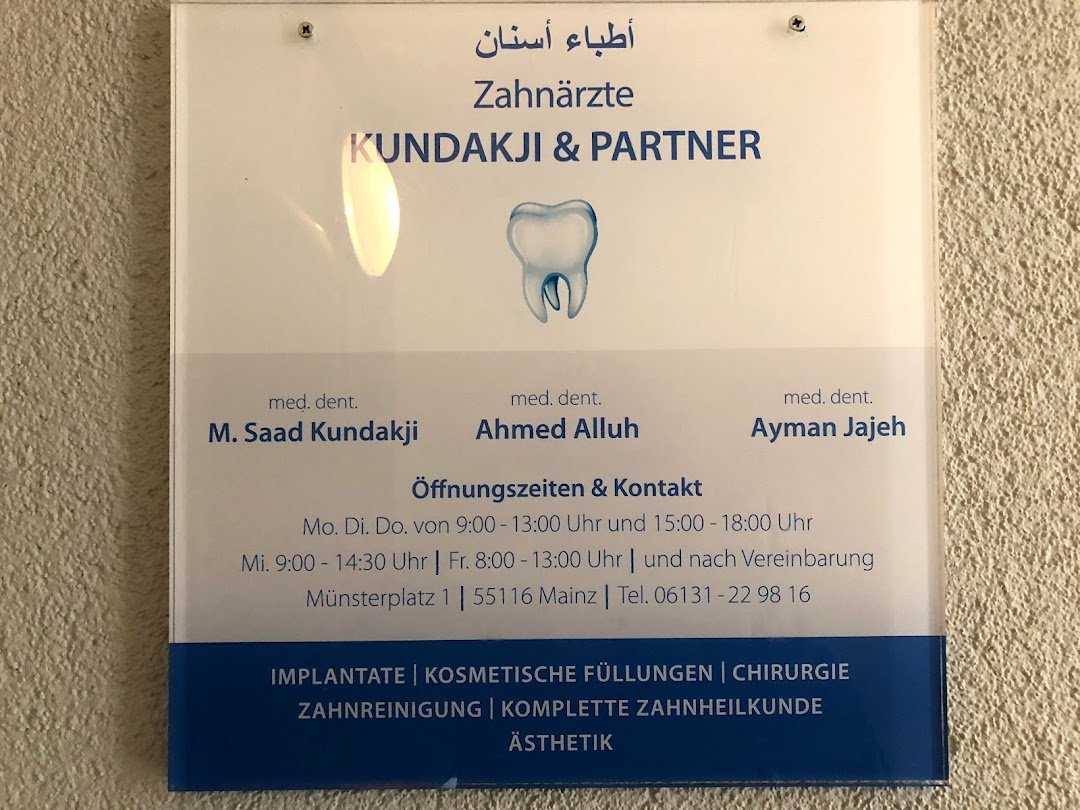 أطباء أسنان
Zahnärzte
KUNDAKJI & PARTNER
med. dent.
M. Saad Kundakji
med. dent.
Ahmed Alluh
med. dent.
Ayman Jajeh
Öffnungszeiten & Kontakt
Mo. Di. Do. von 9:00 - 13:00 Uhr und 15:00 - 18:00 Uhr
Mi. 9:00 - 14:30 Uhr | Fr. 8:00 - 13:00 Uhr | und nach Vereinbarung
Münsterplatz 1 | 55116 Mainz | Tel. 06131 - 22 98 16
IMPLANTATE | KOSMETISCHE FÜLLUNGEN | CHIRURGIE
ZAHNREINIGUNG | KOMPLETTE ZAHNHEILKUNDE
ÄSTHETIK